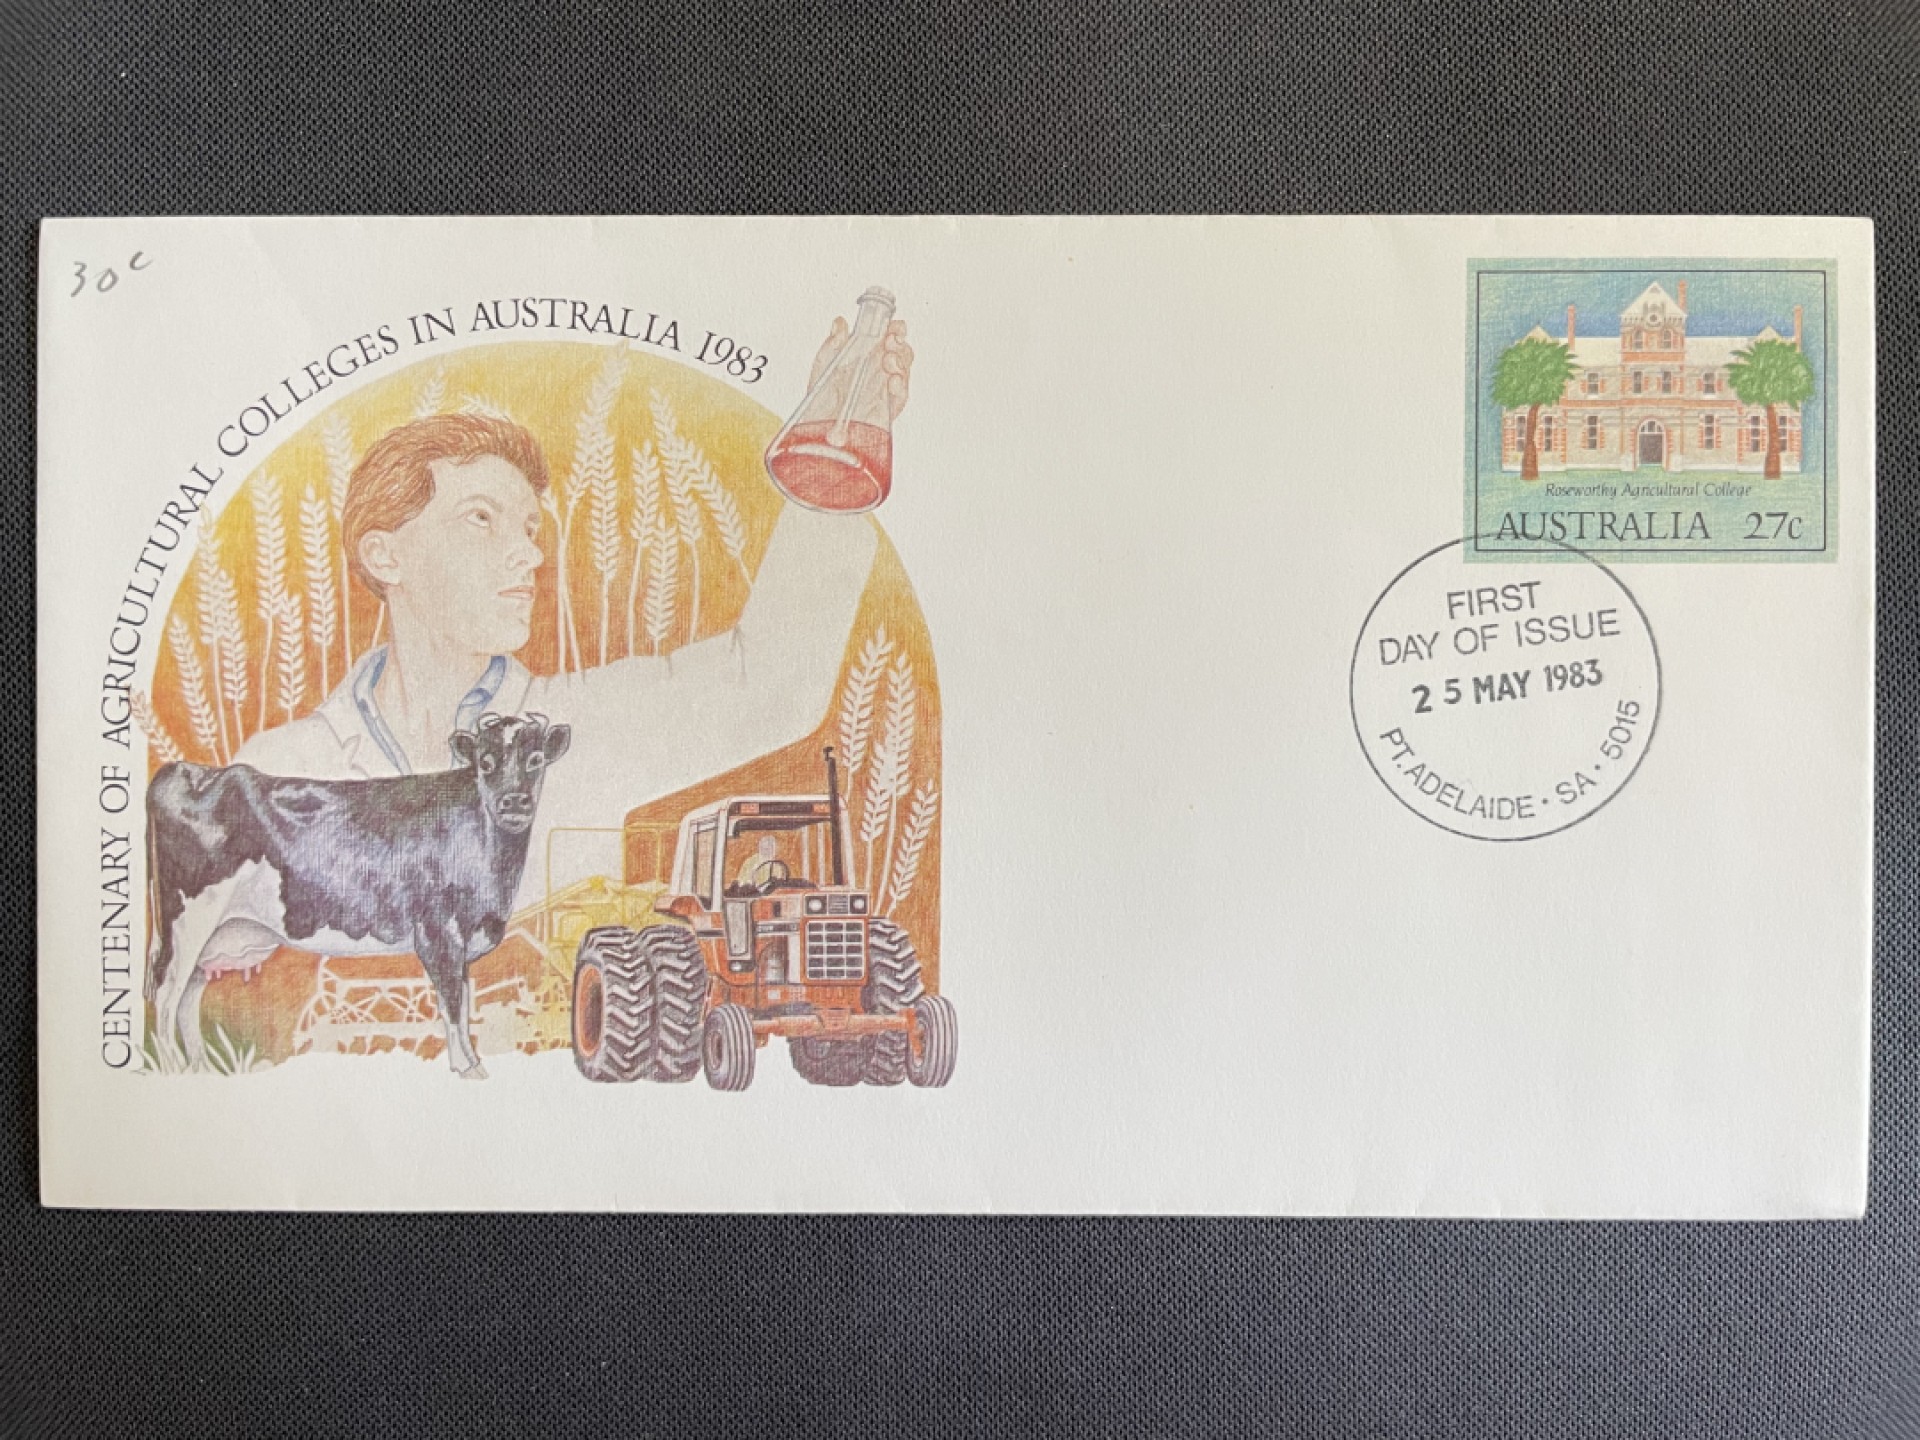 30c
CENTENARY OF AGRICULTURAL COLLEGES IN AUSTRALIA 1983
Roseworthy Agricultural College
AUSTRALIA 27c
FIRST
DAY OF ISSUE
25 MAY 1983
PT. ADELAIDE · SA · 5015